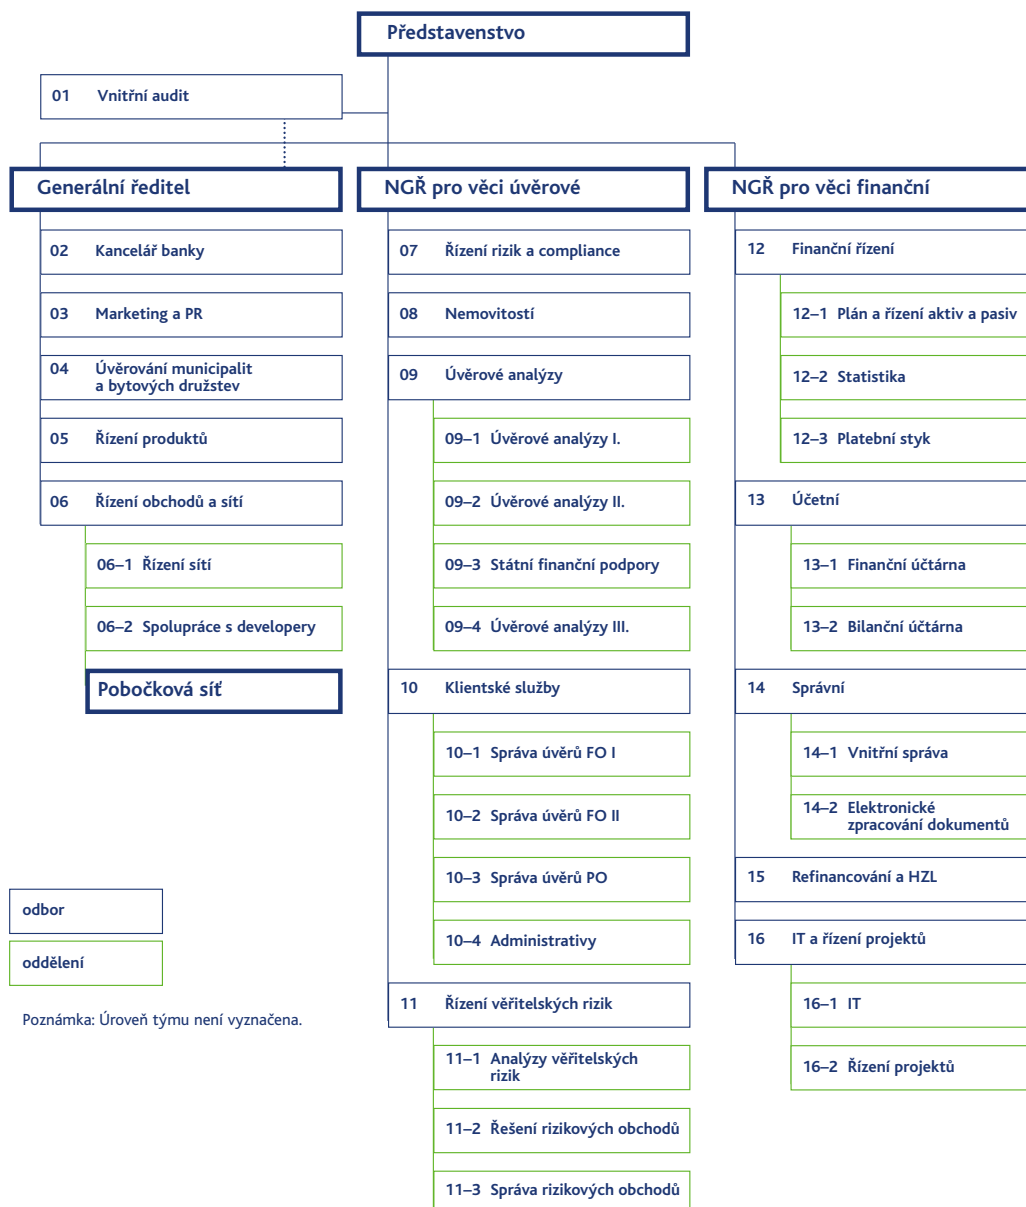 Představenstvo
01 Vnitřní audit
Generální ředitel
02 Kancelář banky
03 Marketing a PR
04 Úvěrování municipalit
a bytových družstev
05 Řízení produktů
06 Řízení obchodů a sítí
06–1 Řízení sítí
06–2 Spolupráce s developery
Pobočková síť
NGŘ pro věci úvěrové
07 Řízení rizik a compliance
08 Nemovitostí
09 Úvěrové analýzy
09–1 Úvěrové analýzy I.
09–2 Úvěrové analýzy II.
09–3 Státní finanční podpory
09–4 Úvěrové analýzy III.
10 Klientské služby
10–1 Správa úvěrů FO I
10–2 Správa úvěrů FO II
10–3 Správa úvěrů PO
10–4 Administrativy
11 Řízení věřitelských rizik
11–1 Analýzy věřitelských
rizik
11–2 Řešení rizikových obchodů
11–3 Správa rizikových obchodů
NGŘ pro věci finanční
12 Finanční řízení
12–1 Plán a řízení aktiv a pasiv
12–2 Statistika
12–3 Platební styk
13 Účetní
13–1 Finanční účtárna
13–2 Bilanční účtárna
14 Správní
14–1 Vnitřní správa
14–2 Elektronické
zpracování dokumentů
15 Refinancování a HZL
16 IT a řízení projektů
16–1 IT
16–2 Řízení projektů
odbor
oddělení
Poznámka: Úroveň týmu není vyznačena.